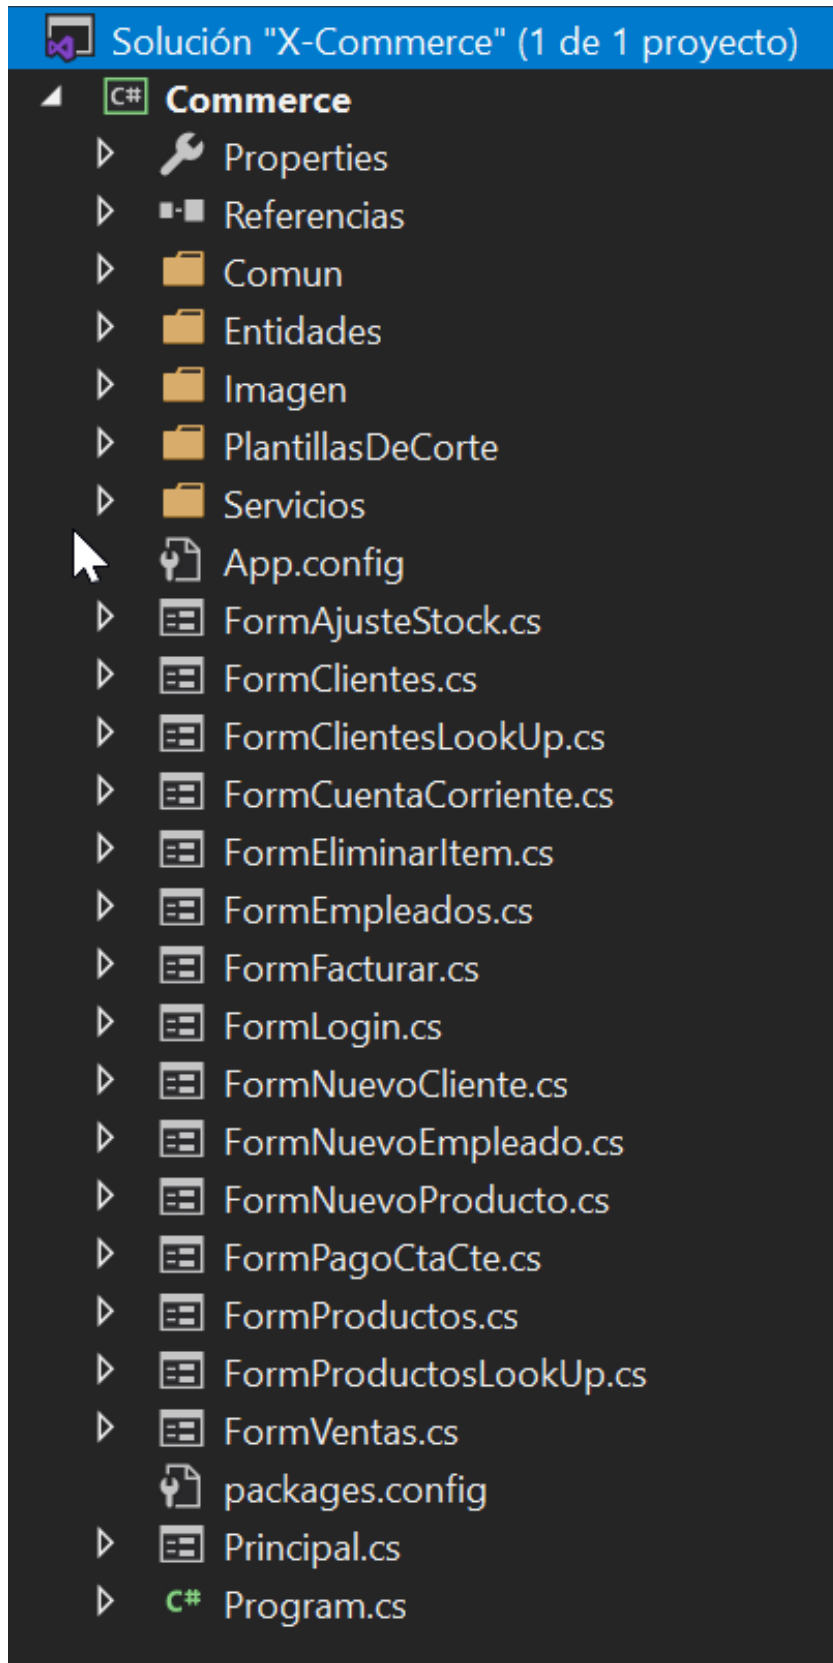 Solución "X-Commerce" (1 de 1 proyecto)
C# Commerce
Properties
Referencias
Comun
Entidades
Imagen
PlantillasDeCorte
Servicios
App.config
FormAjusteStock.cs
FormClientes.cs
FormClientesLookUp.cs
FormCuentaCorriente.cs
FormEliminarItem.cs
FormEmpleados.cs
FormFacturar.cs
FormLogin.cs
FormNuevoCliente.cs
FormNuevoEmpleado.cs
FormNuevoProducto.cs
FormPagoCtaCte.cs
FormProductos.cs
FormProductosLookUp.cs
FormVentas.cs
packages.config
Principal.cs
C# Program.cs